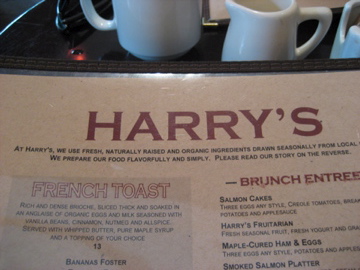 HARRY'S
AT HARRY'S, WE USE FRESH, NATURALLY RAISED AND ORGANIC INGREDIENTS DRAWN SEASONALLY FROM LOCAL
WE PREPARE OUR FOOD FLAVORFULLY AND SIMPLY. PLEASE READ OUR STORY ON THE REVERSE.
FRENCH TOAST
RICH AND DENSE BRIOCHE, SLICED THICK AND SOAKED IN
AN ANGLAISE OF ORGANIC EGGS AND MILK SEASONED WITH
VANILLA BEANS, CINNAMON, NUTMEG AND ALLSPICE.
SERVED WITH WHIPPED BUTTER, PURE MAPLE SYRUP
AND A TOPPING OF YOUR CHOICE
13
BANANAS FOSTER
— BRUNCH ENTREE
SALMON CAKES
THREE EGGS ANY STYLE, CREOLE TOMATOES, BREA
POTATOES AND APPLESAUCE
HARRY'S FRUITARIAN
FRESH SEASONAL FRUIT, FRESH YOGURT AND GRA
MAPLE-CURED HAM & EGGS
THREE EGGS ANY STYLE, POTATOES AND APPLES
SMOKED SALMON PLATTER